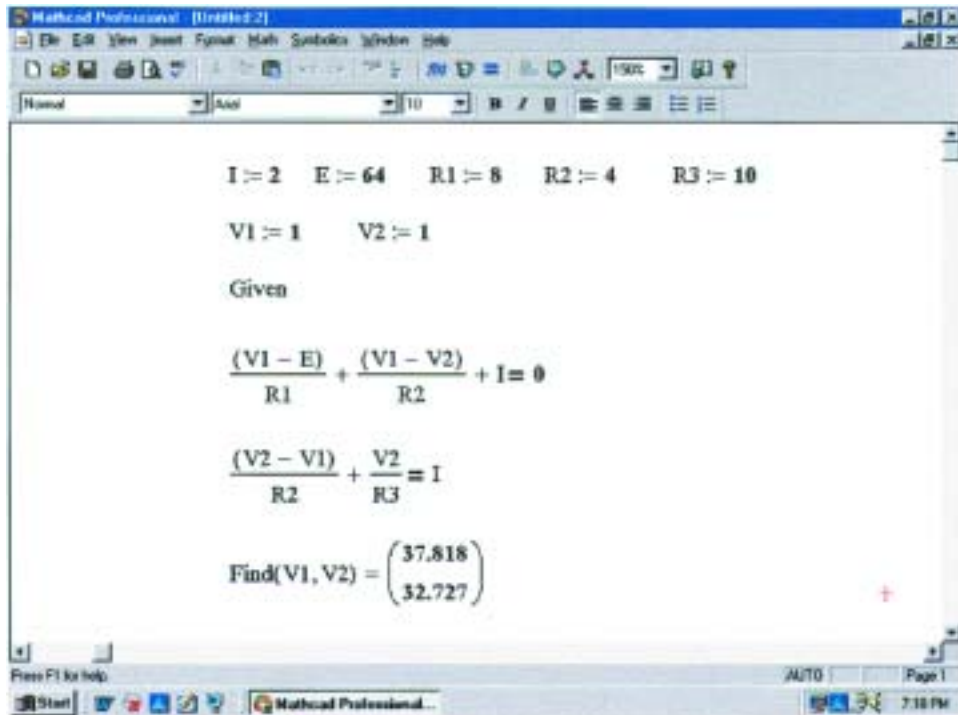 Mathcad Professional - [Untitled:2]
File Edit View Insert Format Math Symbolics Window Help
150%
Normal Arial 10 B I U
I := 2 E := 64 R1 := 8 R2 := 4 R3 := 10
V1 := 1 V2 := 1
Given
(V1 − E)/R1 + (V1 − V2)/R2 + I = 0
(V2 − V1)/R2 + V2/R3 = I
Find(V1, V2) = (37.818 32.727)
Press F1 for help. AUTO Page 1
Start Mathcad Professional... 7:10 PM